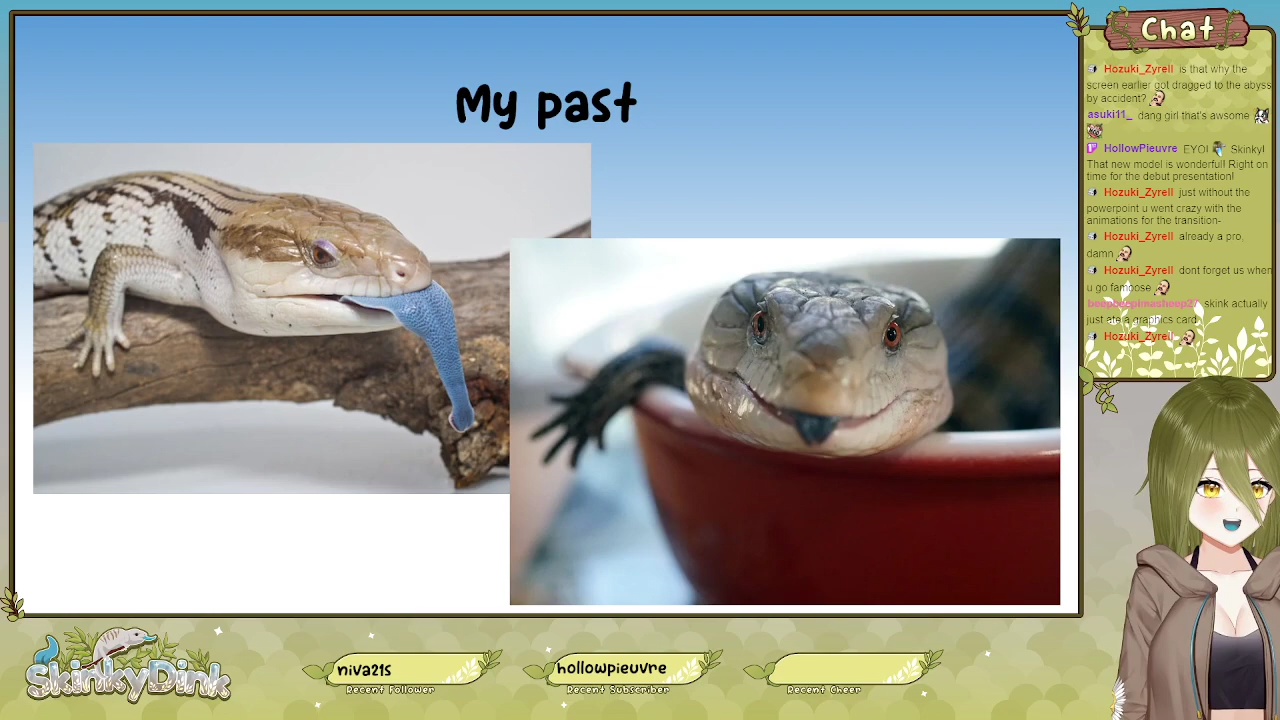 My past
Chat
Hozuki_Zyrell is that why the
screen earlier got dragged to the abyss
by accident?
asuki11_ dang girl that's awsome
HollowPieuvre EYO! Skinky!
That new model is wonderful! Right on
time for the debut presentation!
Hozuki_Zyrell just without the
powerpoint u went crazy with the
animations for the transition-
Hozuki_Zyrell already a pro,
damn
Hozuki_Zyrell dont forget us when
u go fambose
beepbeepimasheep27 skink actually
just ate a graphics card
Hozuki_Zyrell
SkinkyDink
niva21s
Recent Follower
hollowpieuvre
Recent Subscriber
Recent Cheer